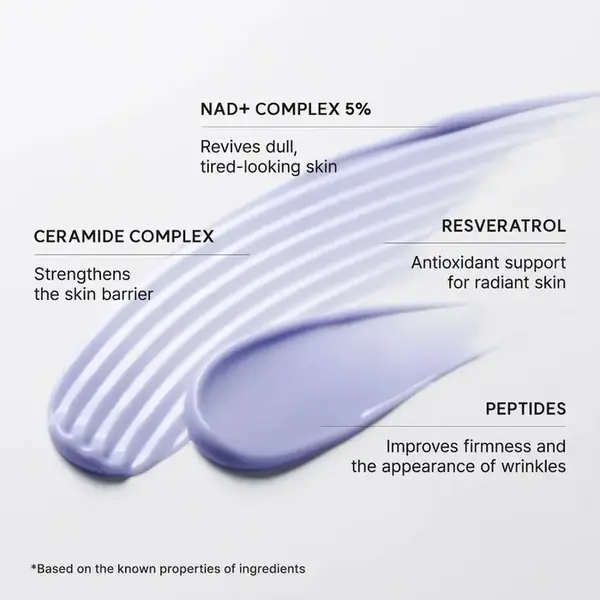 NAD+ COMPLEX 5%
Revives dull,
tired-looking skin
CERAMIDE COMPLEX
Strengthens
the skin barrier
RESVERATROL
Antioxidant support
for radiant skin
PEPTIDES
Improves firmness and
the appearance of wrinkles
*Based on the known properties of ingredients